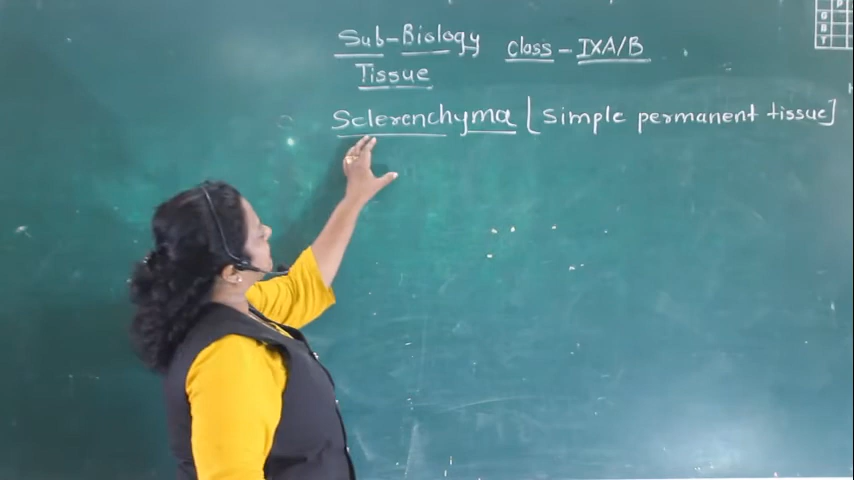 Sub-Biology Class - IXA/B
Tissue
Sclerenchyma [Simple permanent tissue]
P
G
B
Y